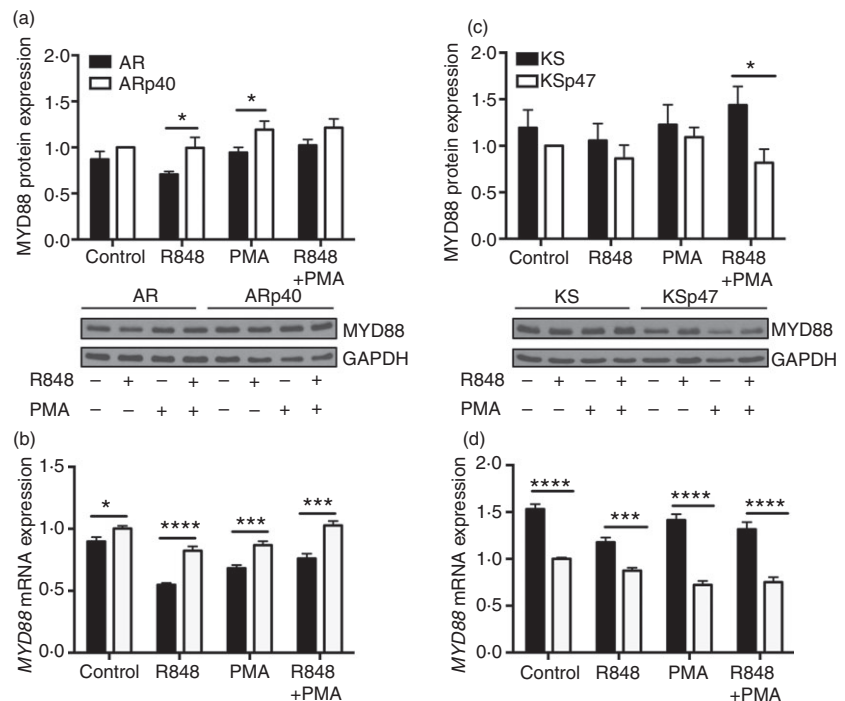 (a)
MYD88 protein expression
2·0
1·5
1·0
0·5
0·0
AR
ARp40
*
*
Control R848 PMA R848
+PMA
AR ARp40
MYD88
GAPDH
R848 – + – + – + – +
PMA – – + + – – + +
(b)
MYD88 mRNA expression
1·5
1·0
0·5
0·0
* **** *** ***
Control R848 PMA R848
+PMA
(c)
MYD88 protein expression
2·0
1·5
1·0
0·5
0·0
KS
KSp47
*
Control R848 PMA R848
+PMA
KS KSp47
MYD88
GAPDH
R848 – + – + – + – +
PMA – – + + – – + +
(d)
MYD88 mRNA expression
2·0
1·5
1·0
0·5
0·0
**** *** **** ****
Control R848 PMA R848
+PMA